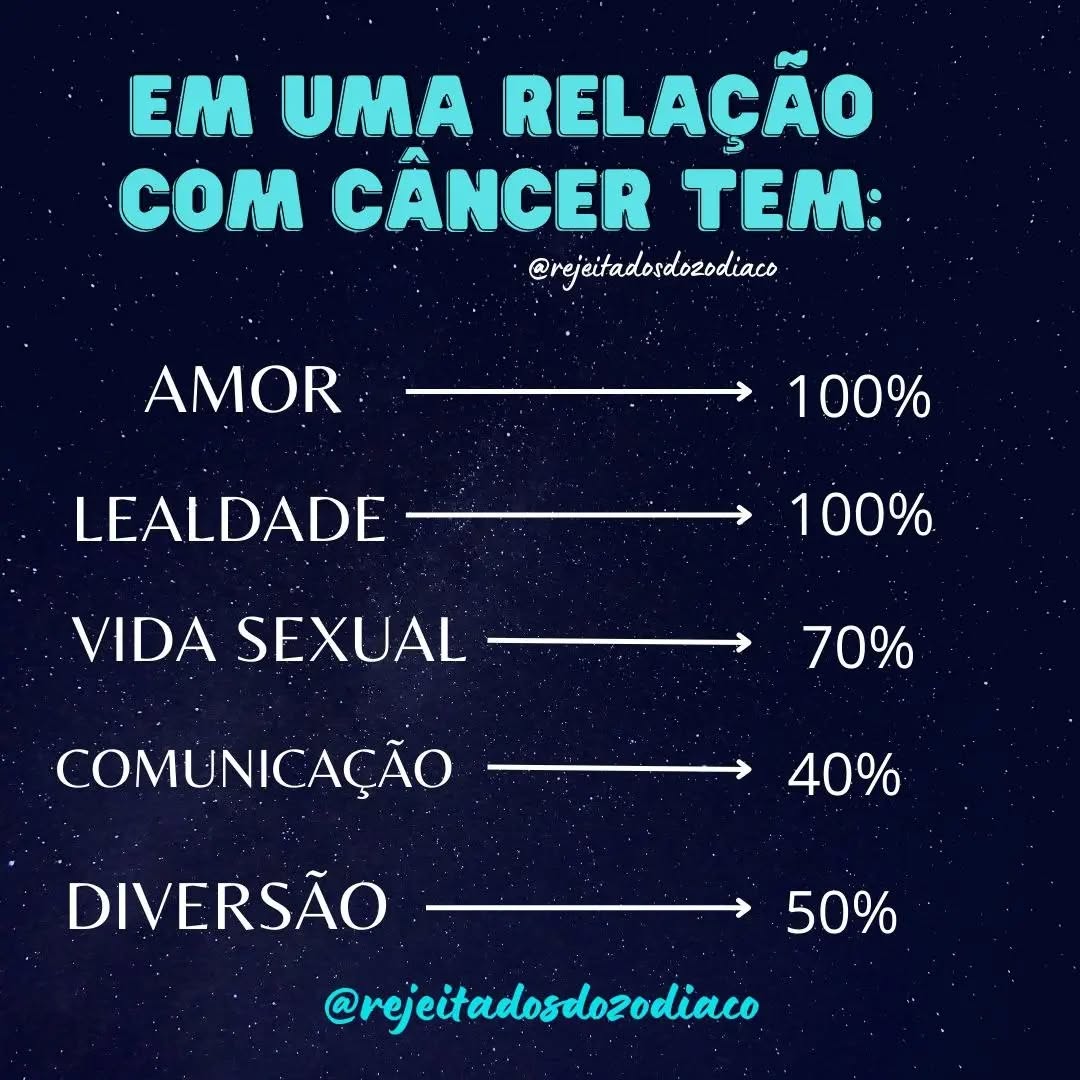 EM UMA RELAÇÃO
COM CÂNCER TEM:
@rejeitadosdozodiaco
AMOR 100%
LEALDADE 100%
VIDA SEXUAL 70%
COMUNICAÇÃO 40%
DIVERSÃO 50%
@rejeitadosdozodiaco